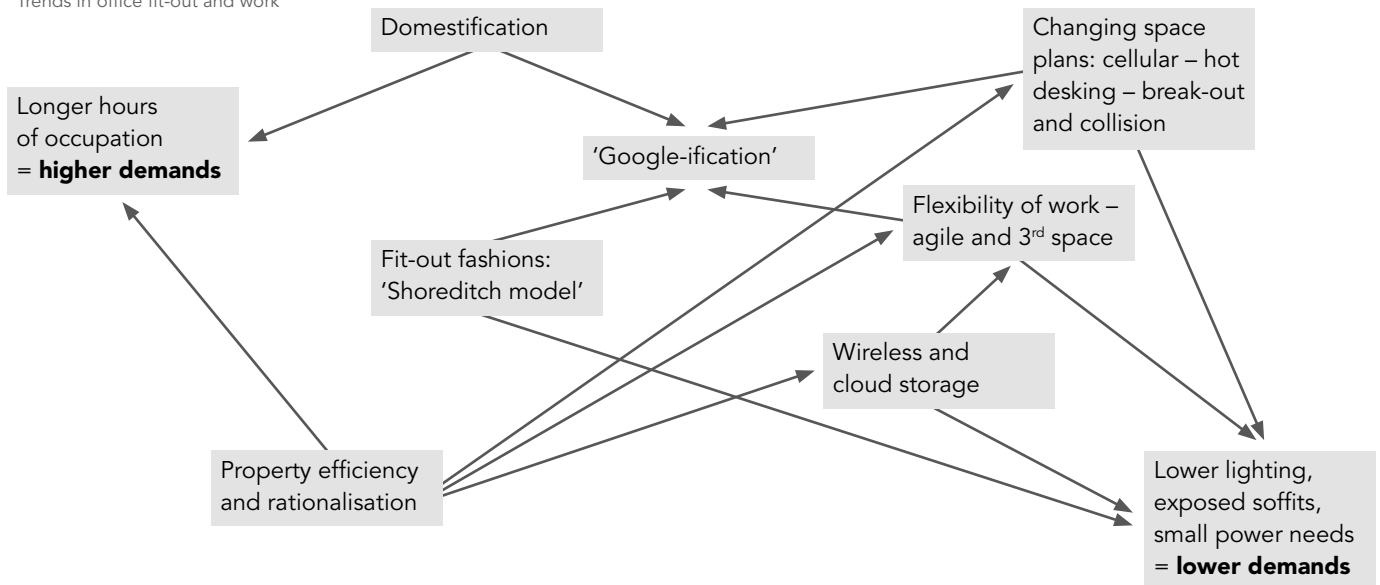 Trends in office fit-out and work
Domestification
Changing space
plans: cellular – hot
desking – break-out
and collision
Longer hours
of occupation
= higher demands
'Google-ification'
Flexibility of work –
agile and 3rd space
Fit-out fashions:
'Shoreditch model'
Wireless and
cloud storage
Property efficiency
and rationalisation
Lower lighting,
exposed soffits,
small power needs
= lower demands